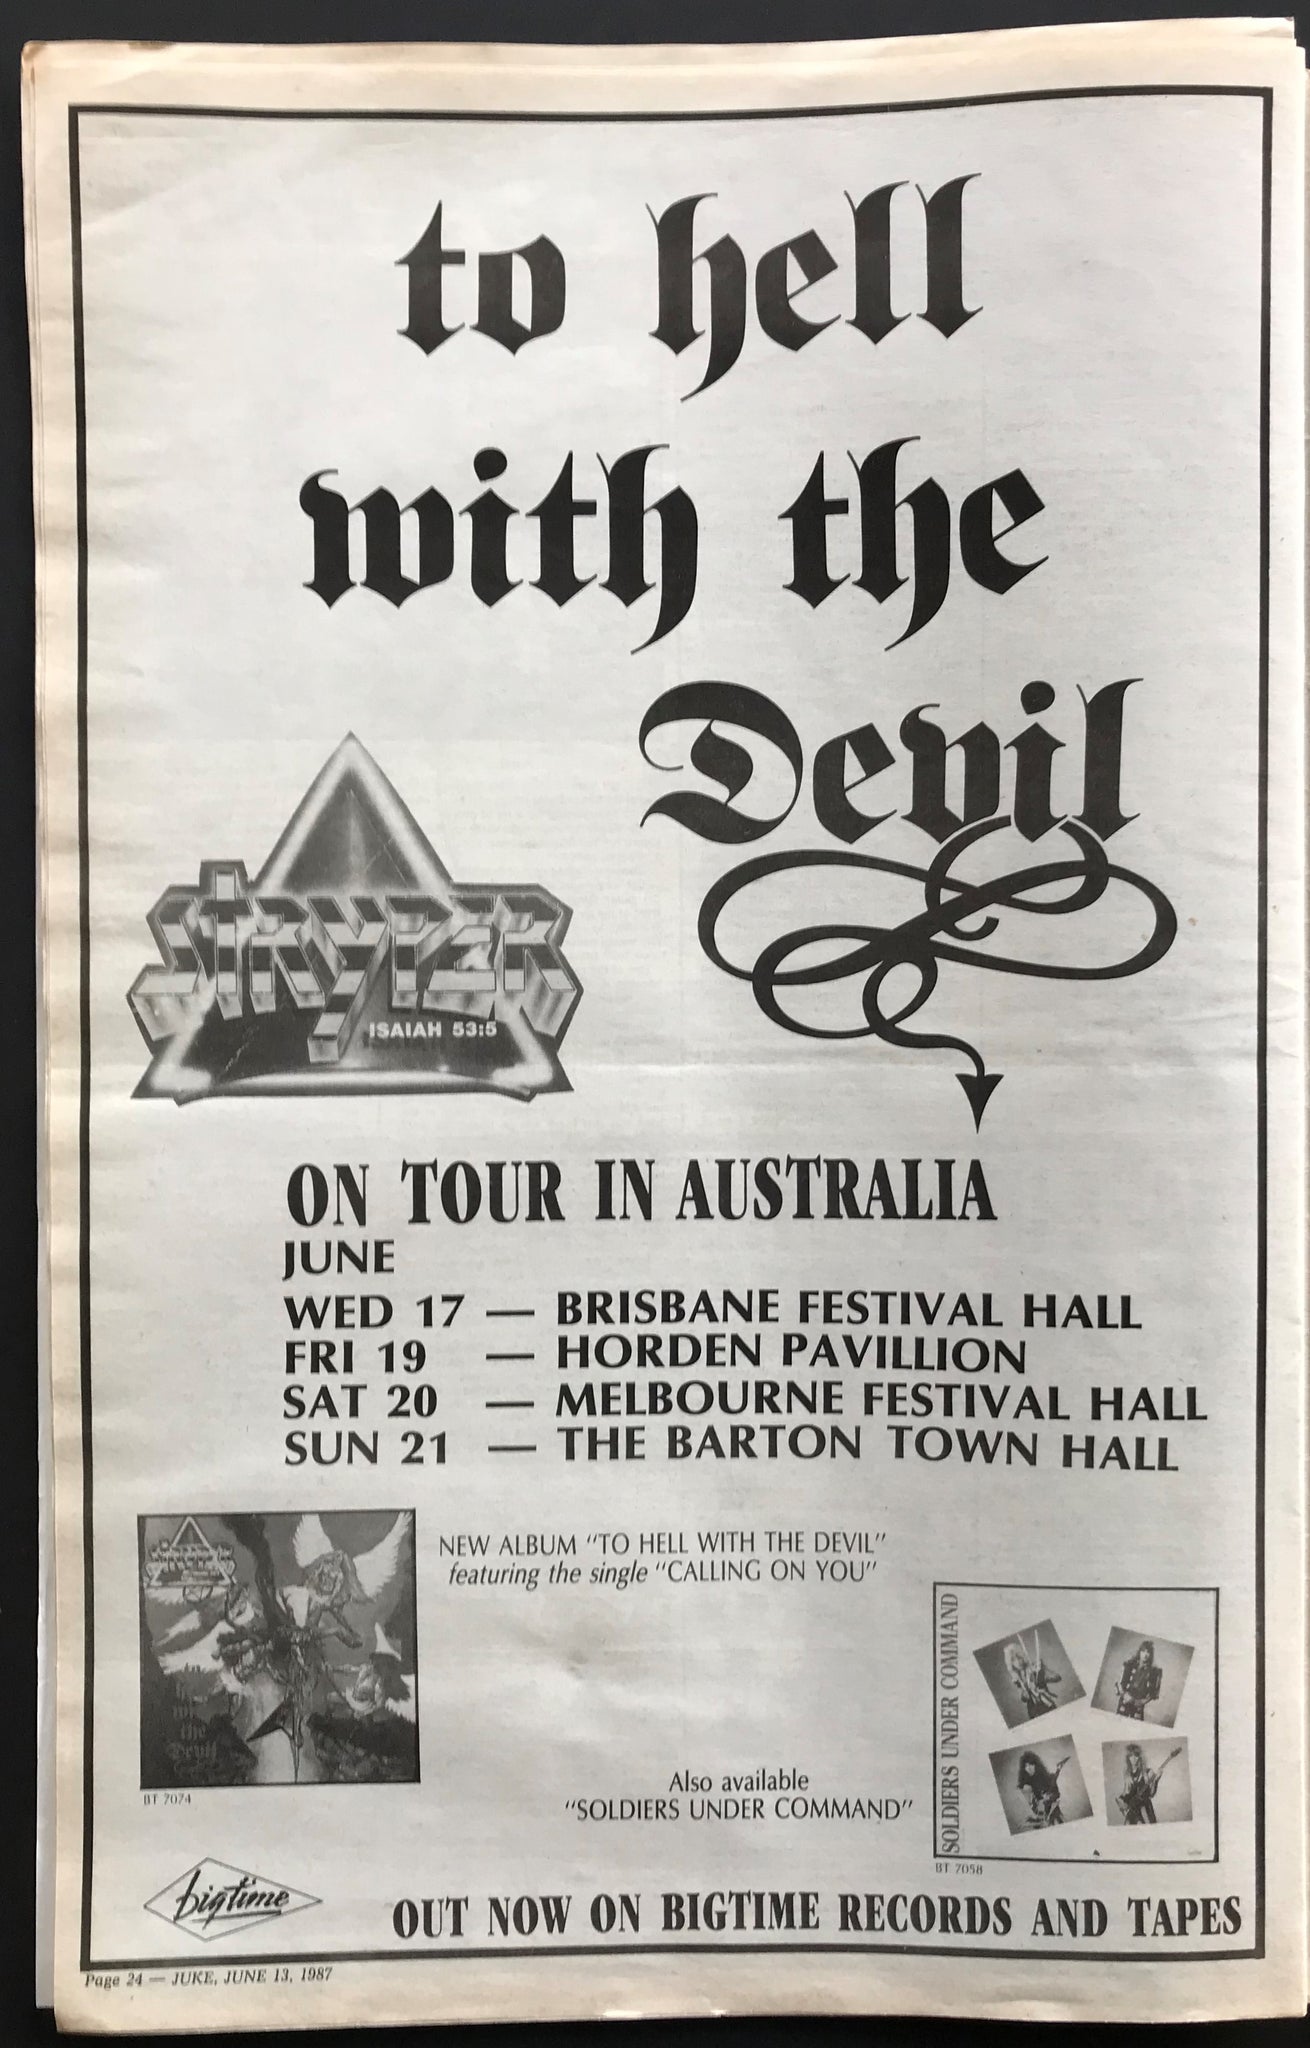 to hell
with the
Devil
STRYPER
ISAIAH 53:5
ON TOUR IN AUSTRALIA
JUNE
WED 17 — BRISBANE FESTIVAL HALL
FRI 19 — HORDEN PAVILLION
SAT 20 — MELBOURNE FESTIVAL HALL
SUN 21 — THE BARTON TOWN HALL
STRYPER
the
Devil
BT 7074
NEW ALBUM "TO HELL WITH THE DEVIL"
featuring the single "CALLING ON YOU"
Also available
"SOLDIERS UNDER COMMAND"
SOLDIERS UNDER COMMAND
BT 7058
bigtime
OUT NOW ON BIGTIME RECORDS AND TAPES
Page 24 — JUKE, JUNE 13, 1987